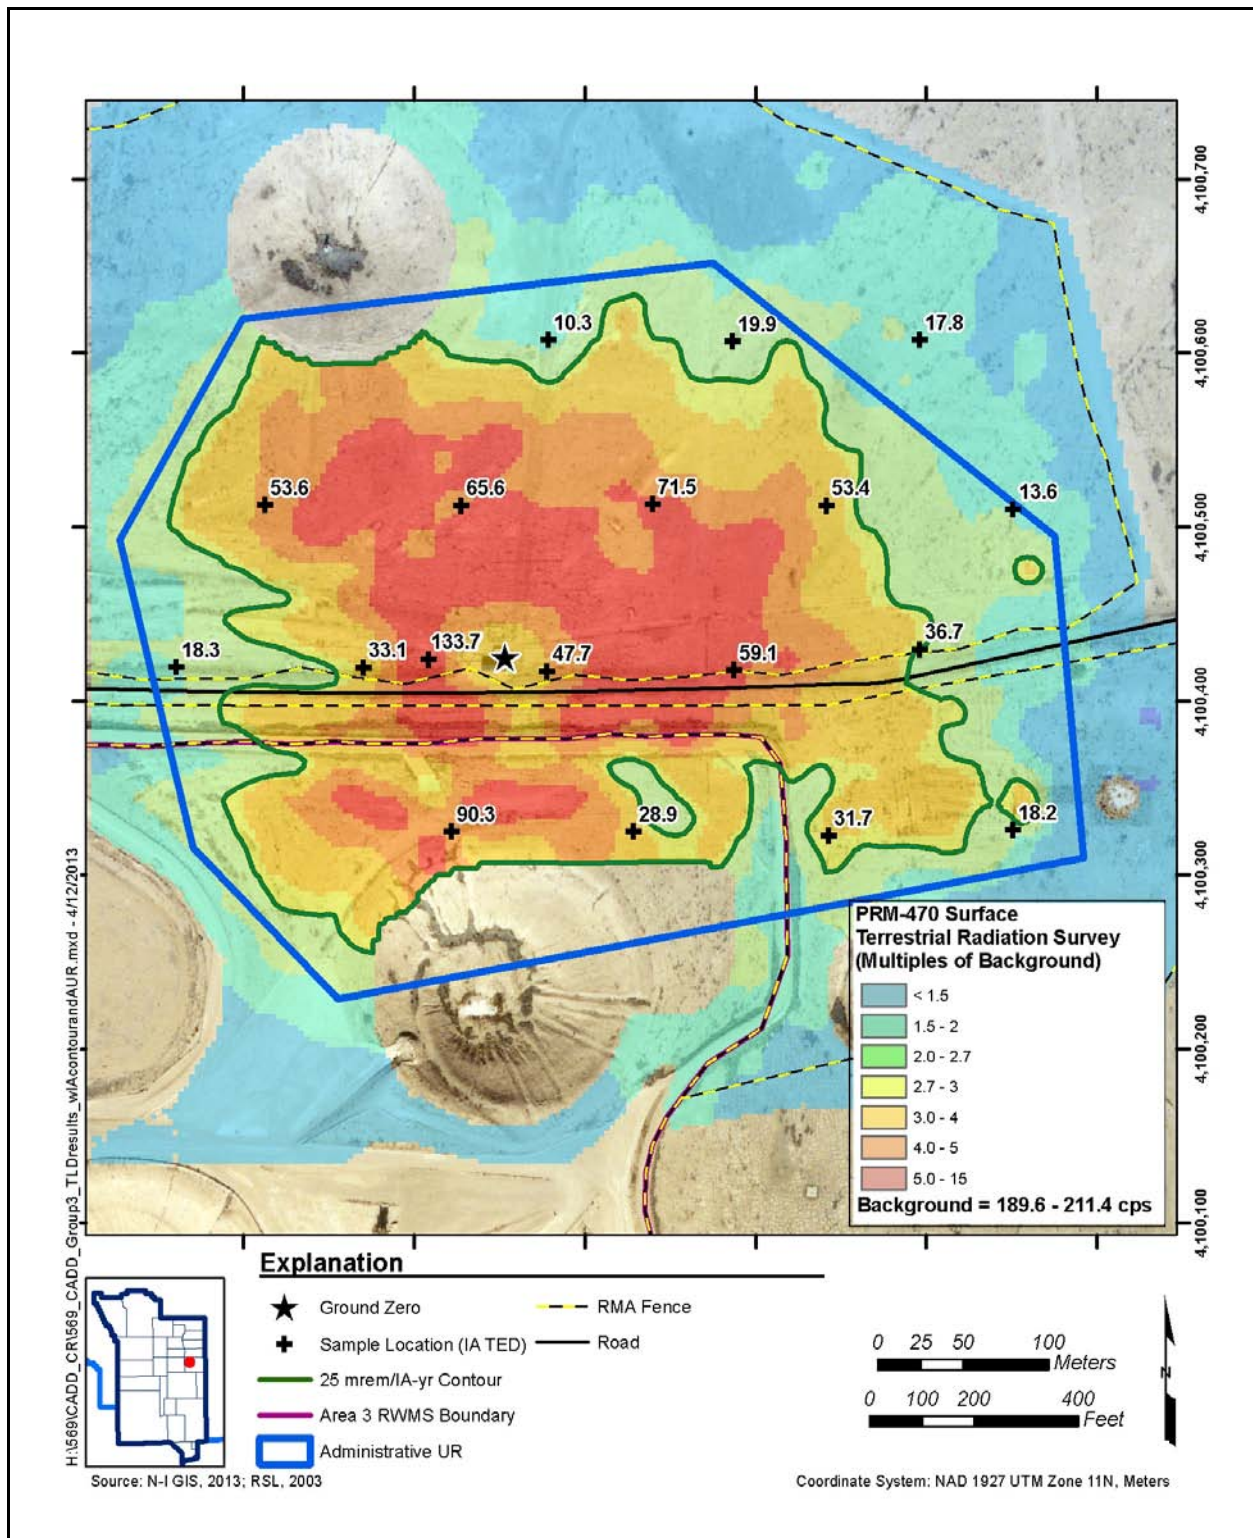 4,100,700
10.3
19.9
17.8
4,100,600
53.6
65.6
71.5
53.4
13.6
4,100,500
18.3
33.1
133.7
47.7
59.1
36.7
4,100,400
90.3
28.9
31.7
18.2
4,100,300
PRM-470 Surface
Terrestrial Radiation Survey
(Multiples of Background)
< 1.5
1.5 - 2
2.0 - 2.7
2.7 - 3
3.0 - 4
4.0 - 5
5.0 - 15
Background = 189.6 - 211.4 cps
4,100,200
4,100,100
H:\569\CADD_CR\569_CADD_Group3_TLDresults_wIAcontourandAUR.mxd - 4/12/2013
Explanation
Ground Zero
RMA Fence
Sample Location (IA TED)
Road
25 mrem/IA-yr Contour
Area 3 RWMS Boundary
Administrative UR
0 25 50 100
Meters
0 100 200 400
Feet
N
Source: N-I GIS, 2013; RSL, 2003
Coordinate System: NAD 1927 UTM Zone 11N, Meters